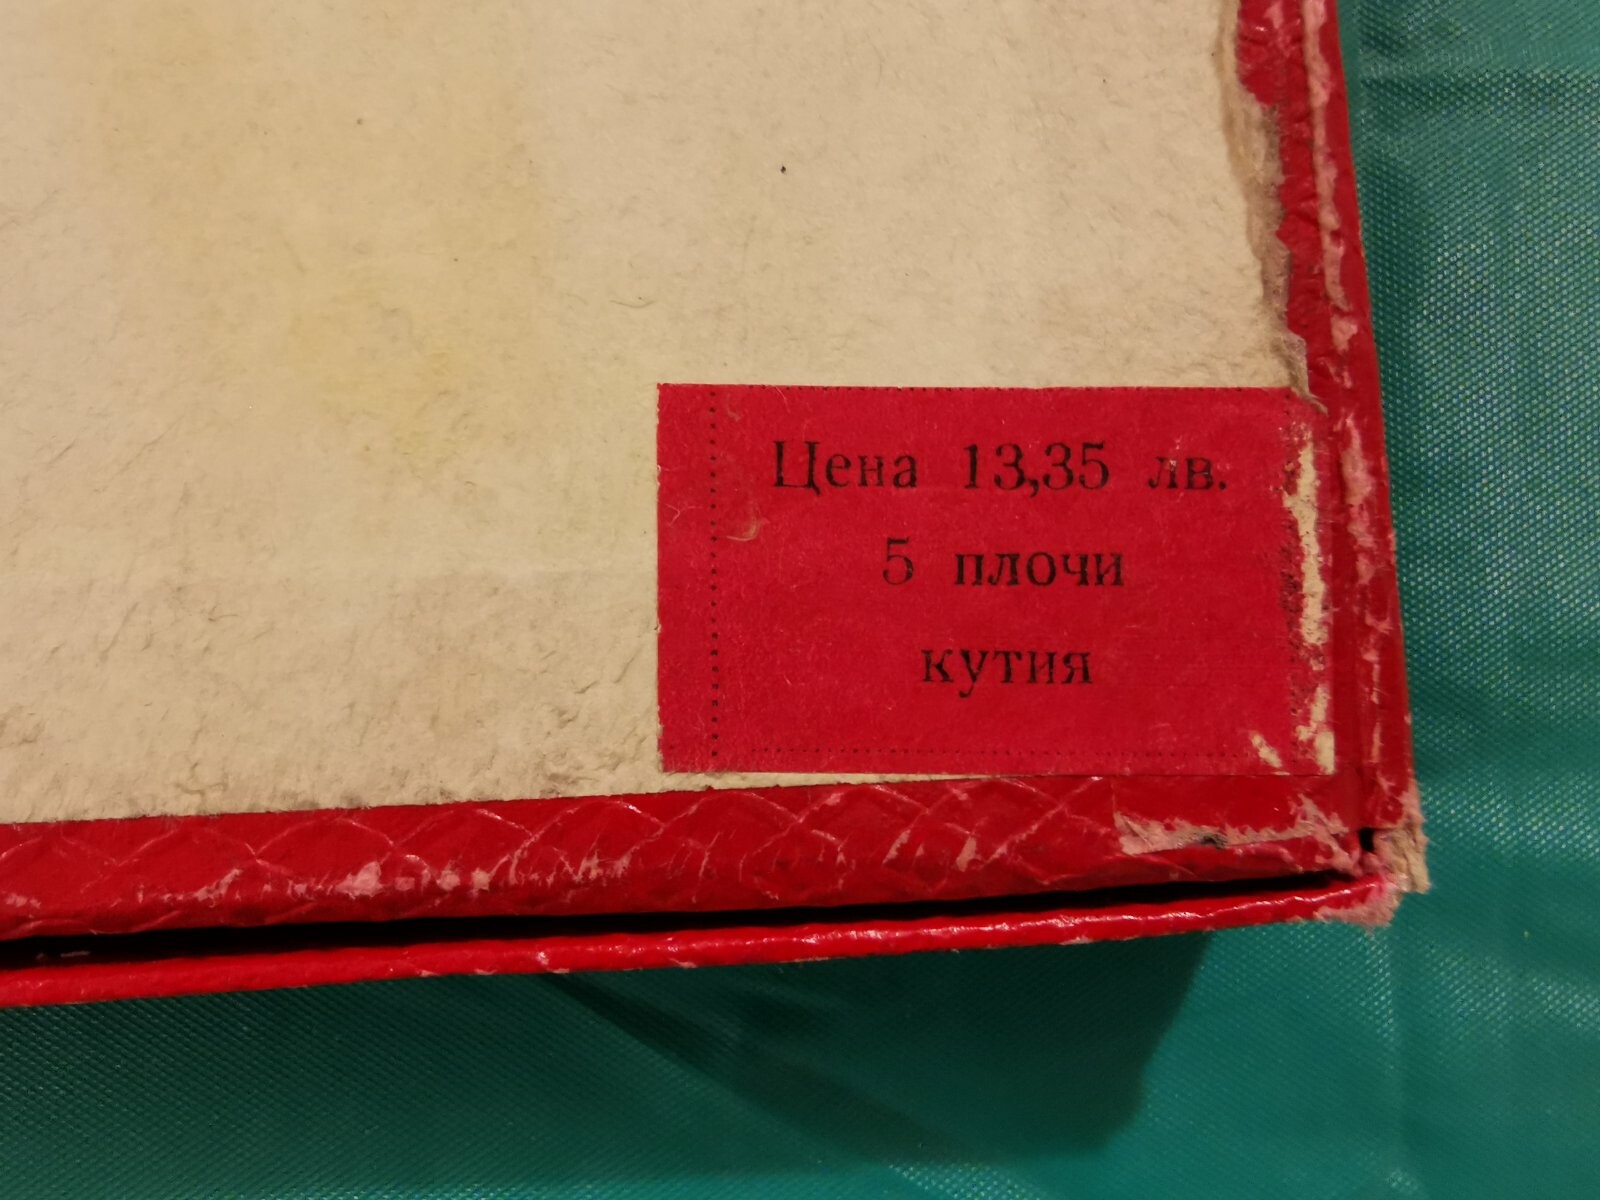 Цена 13,35 лв.
5 плочи
кутия